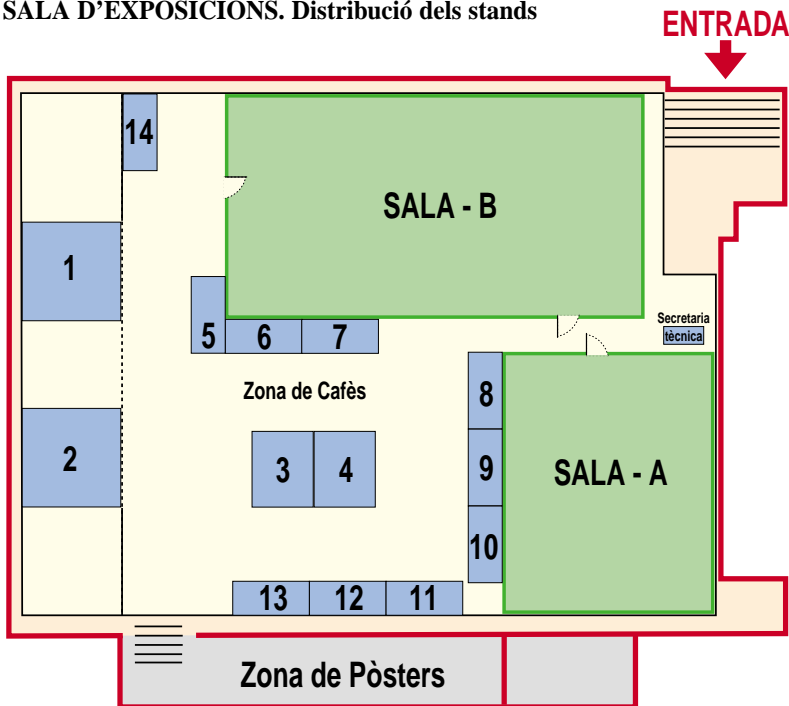 SALA D’EXPOSICIONS. Distribució dels stands
ENTRADA
14
SALA - B
1
5
6
7
Secretaria
tècnica
Zona de Cafès
8
2
3
4
9
SALA - A
10
13
12
11
Zona de Pòsters